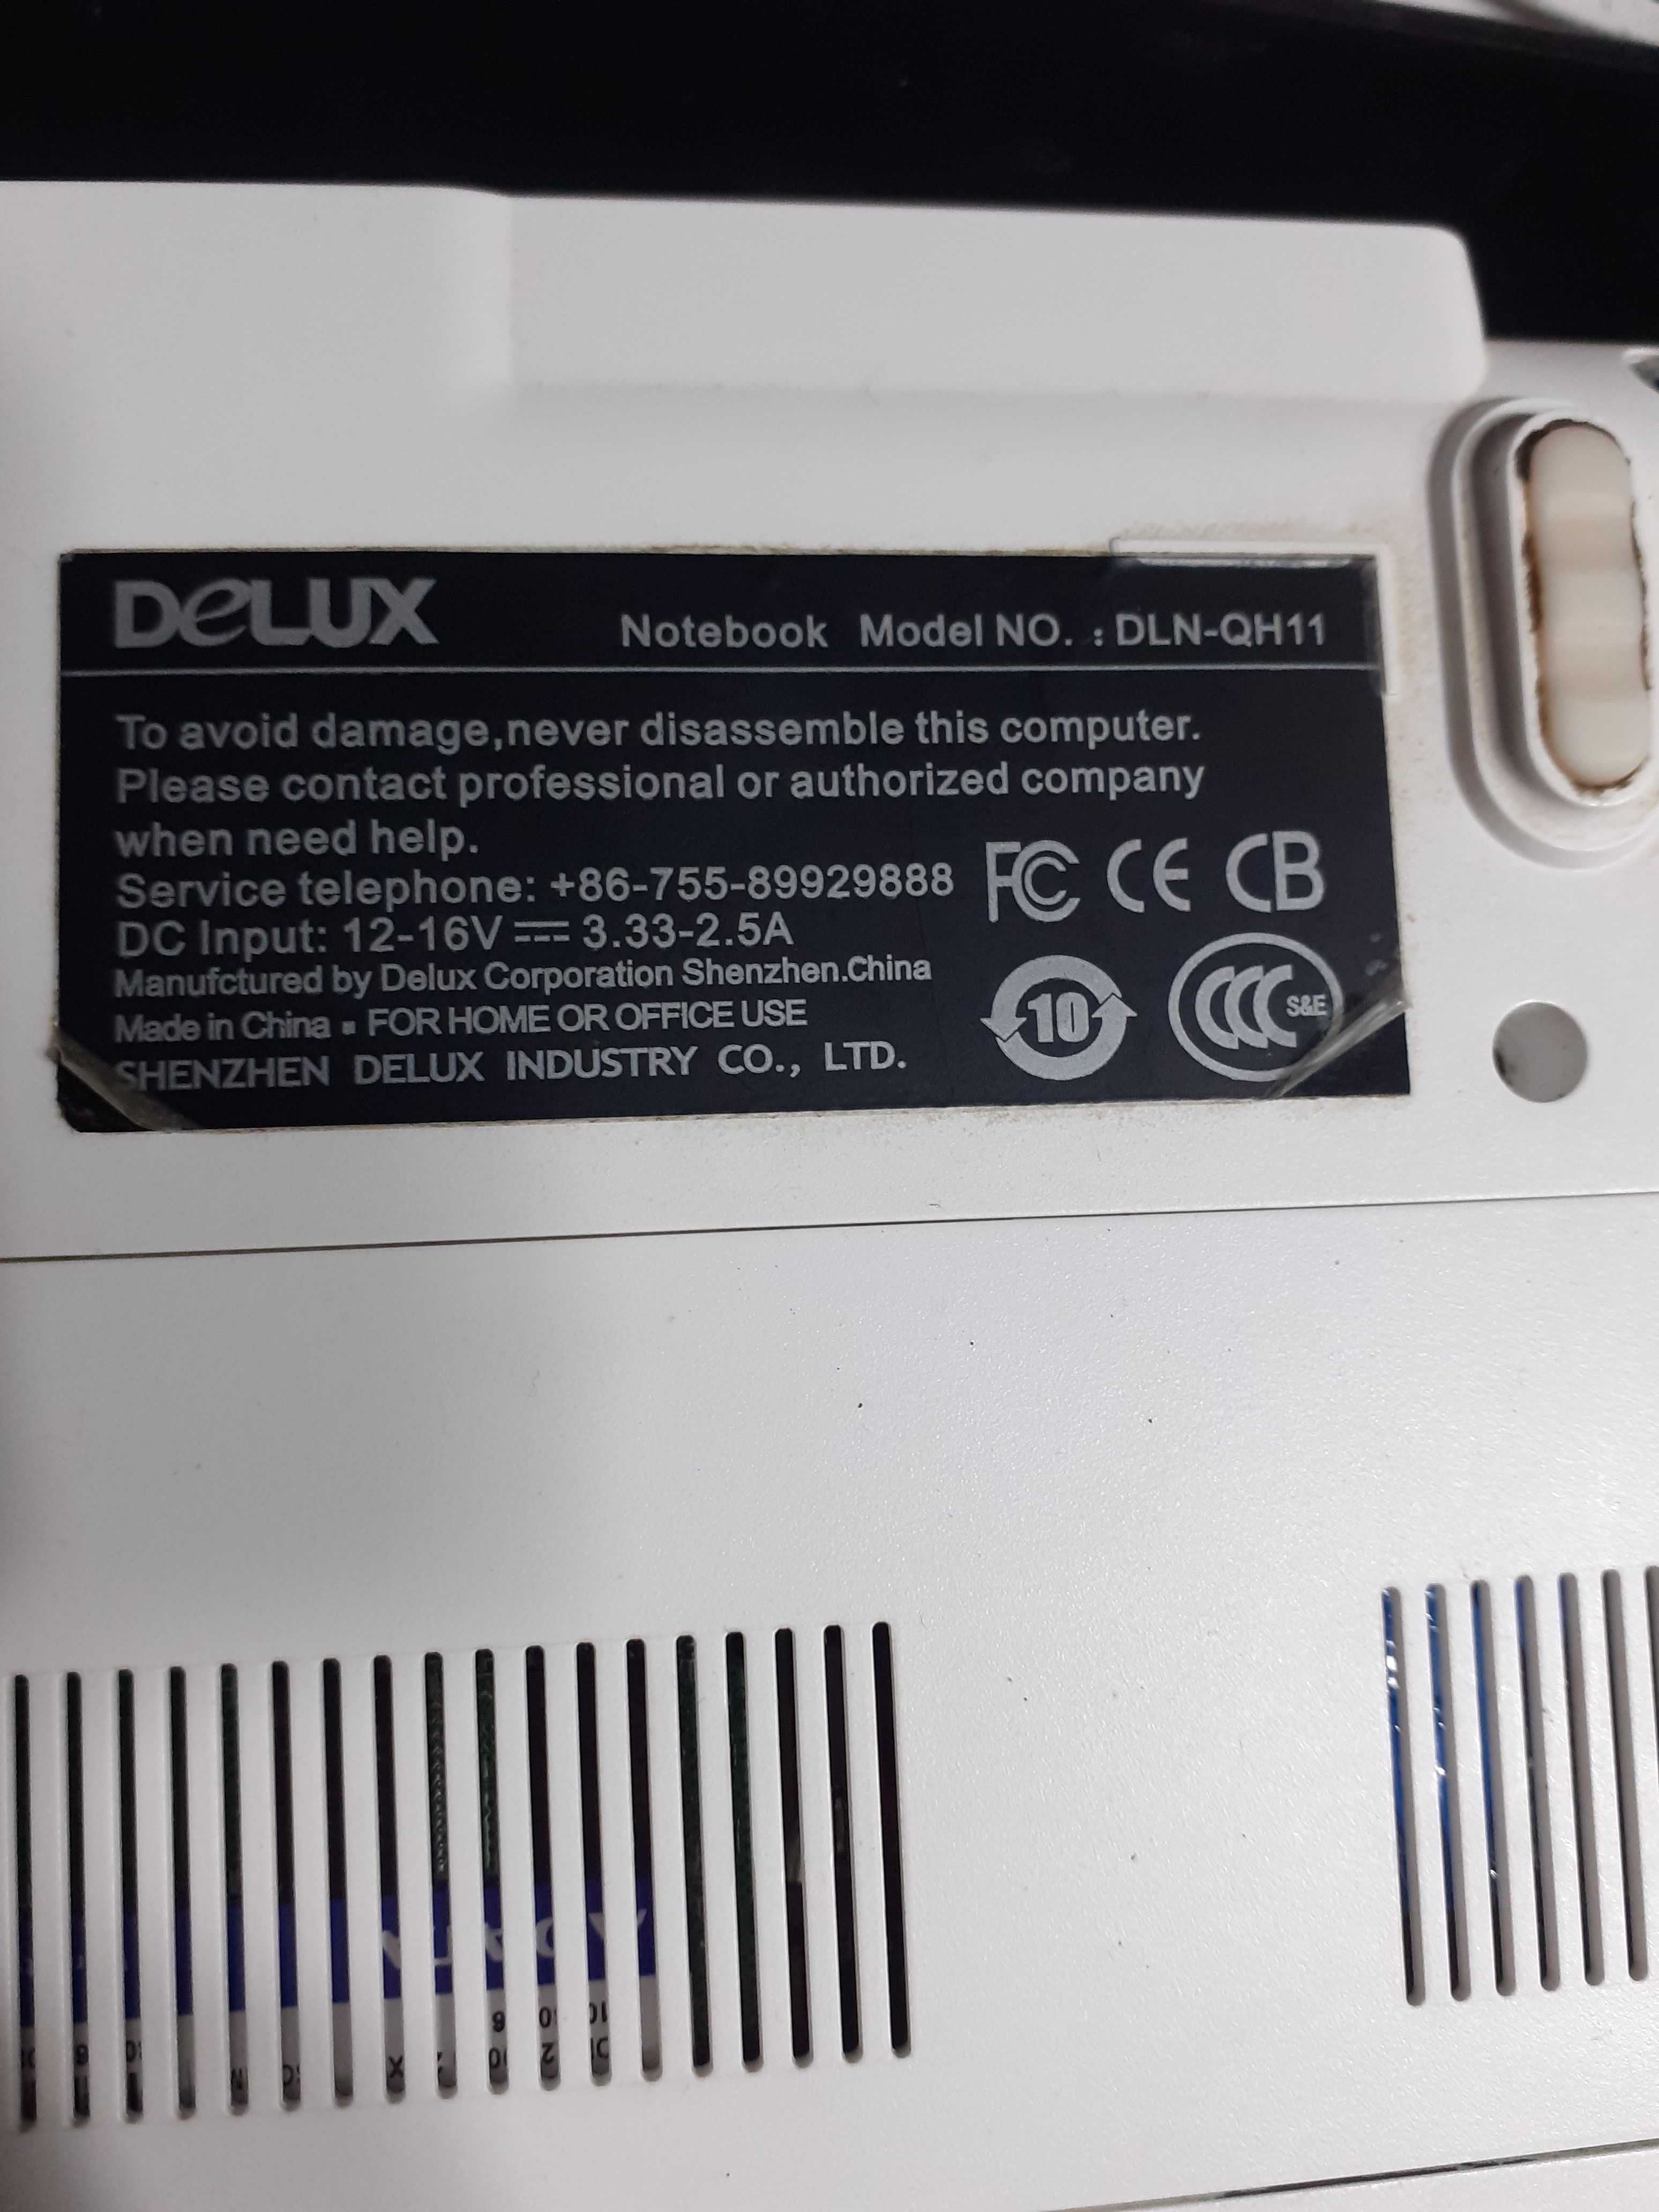 DeLUX
Notebook Model NO. : DLN-QH11
To avoid damage,never disassemble this computer.
Please contact professional or authorized company
when need help.
Service telephone: +86-755-89929888
DC Input: 12-16V ⎓ 3.33-2.5A
Manufctured by Delux Corporation Shenzhen.China
Made in China ▪ FOR HOME OR OFFICE USE
SHENZHEN DELUX INDUSTRY CO., LTD.
FC CE CB
10 CCC S&E